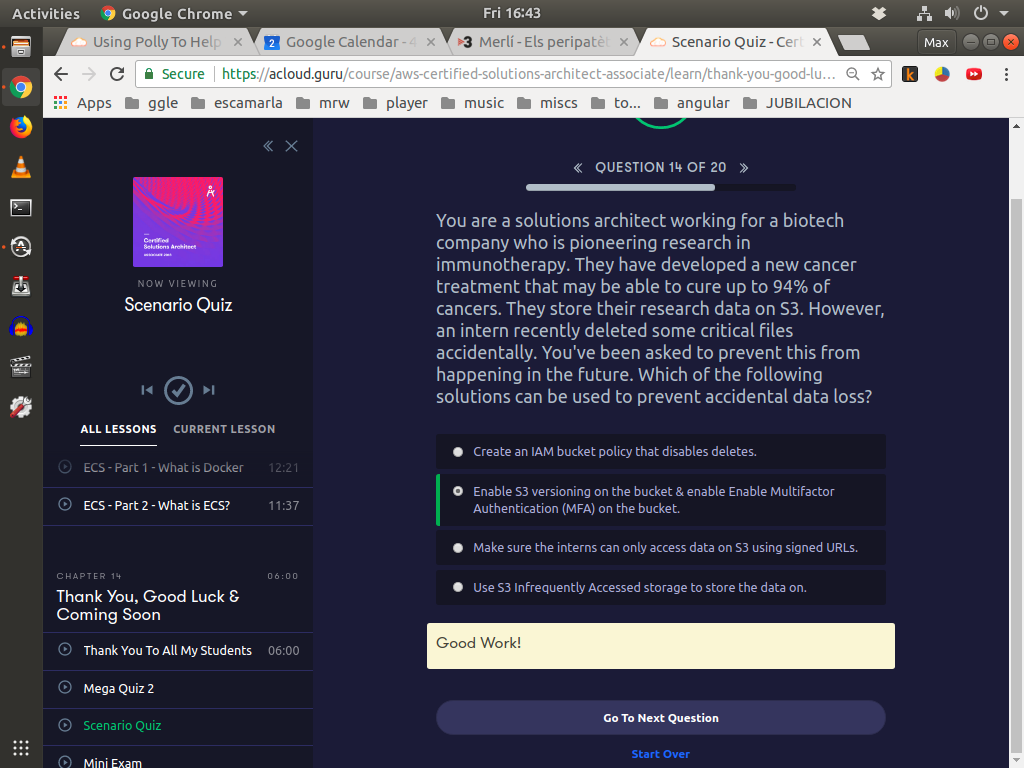 Activities
Google Chrome
Fri 16:43
Using Polly To Help
Google Calendar - 4
Merlí - Els peripatèt
Scenario Quiz - Cert
Max
Secure
https://acloud.guru/course/aws-certified-solutions-architect-associate/learn/thank-you-good-lu...
Apps
ggle
escamarla
mrw
player
music
miscs
to...
angular
JUBILACION
Certified
Solutions Architect
NOW VIEWING
Scenario Quiz
ALL LESSONS
CURRENT LESSON
ECS - Part 1 - What is Docker
12:21
ECS - Part 2 - What is ECS?
11:37
CHAPTER 14
06:00
Thank You, Good Luck &
Coming Soon
Thank You To All My Students
06:00
Mega Quiz 2
Scenario Quiz
Mini Exam
« QUESTION 14 OF 20 »
You are a solutions architect working for a biotech
company who is pioneering research in
immunotherapy. They have developed a new cancer
treatment that may be able to cure up to 94% of
cancers. They store their research data on S3. However,
an intern recently deleted some critical files
accidentally. You've been asked to prevent this from
happening in the future. Which of the following
solutions can be used to prevent accidental data loss?
Create an IAM bucket policy that disables deletes.
Enable S3 versioning on the bucket & enable Enable Multifactor
Authentication (MFA) on the bucket.
Make sure the interns can only access data on S3 using signed URLs.
Use S3 Infrequently Accessed storage to store the data on.
Good Work!
Go To Next Question
Start Over